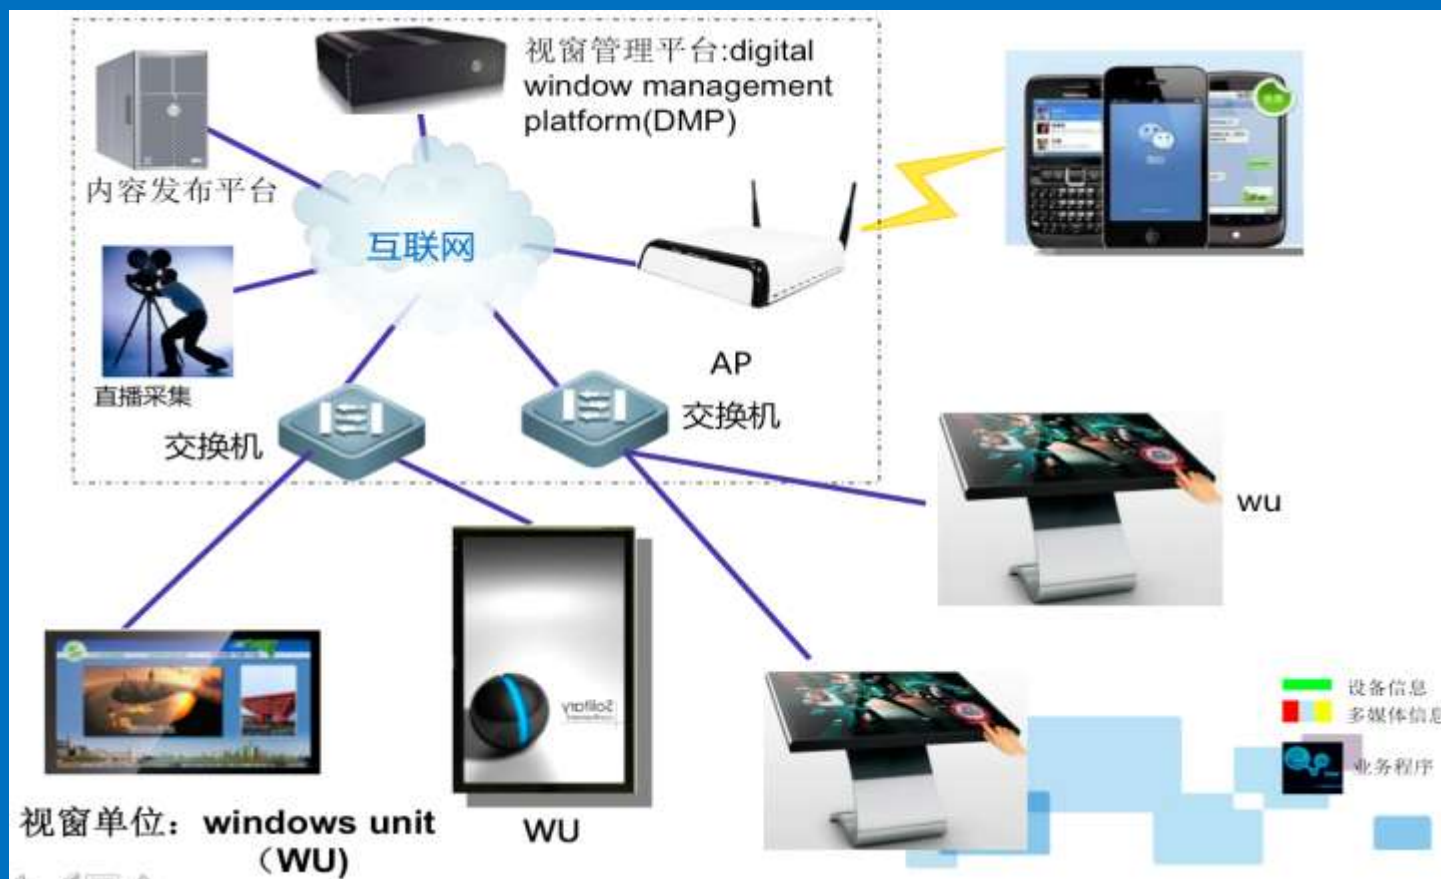 视窗管理平台:digital
window management
platform(DMP)
内容发布平台
互联网
直播采集
AP
交换机
交换机
wu
Solitary
设备信息
多媒体信息
业务程序
视窗单位：windows unit
（WU)
WU